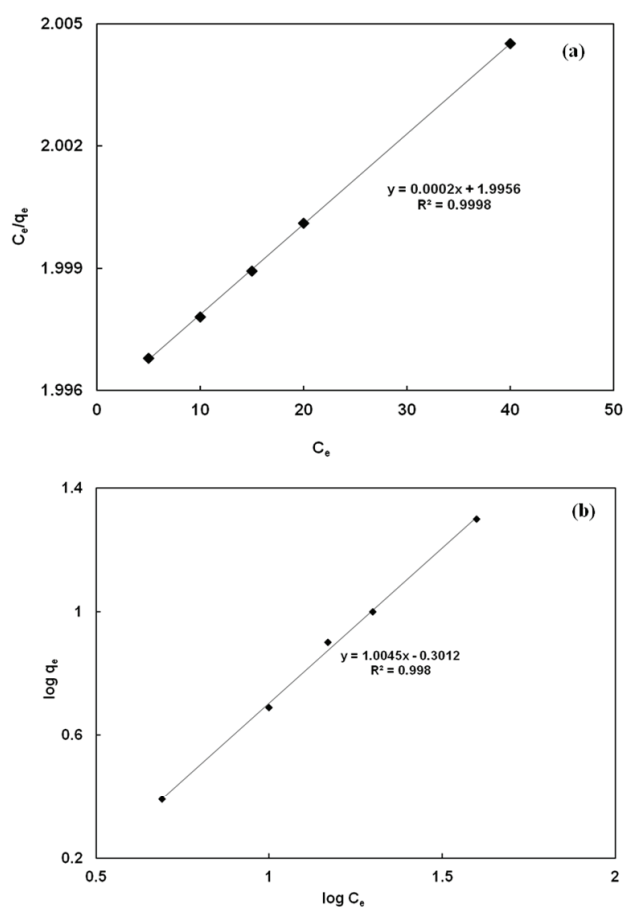 2.005
(a)
2.002
y = 0.0002x + 1.9956
R² = 0.9998
Ce/qe
1.999
1.996
0 10 20 30 40 50
Ce
1.4
(b)
1
y = 1.0045x - 0.3012
R² = 0.998
log qe
0.6
0.2
0.5 1 1.5 2
log Ce